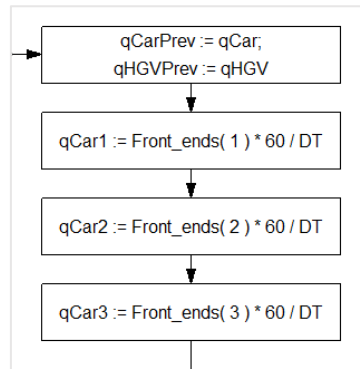 qCarPrev := qCar;
qHGVPrev := qHGV
qCar1 := Front_ends( 1 ) * 60 / DT
qCar2 := Front_ends( 2 ) * 60 / DT
qCar3 := Front_ends( 3 ) * 60 / DT